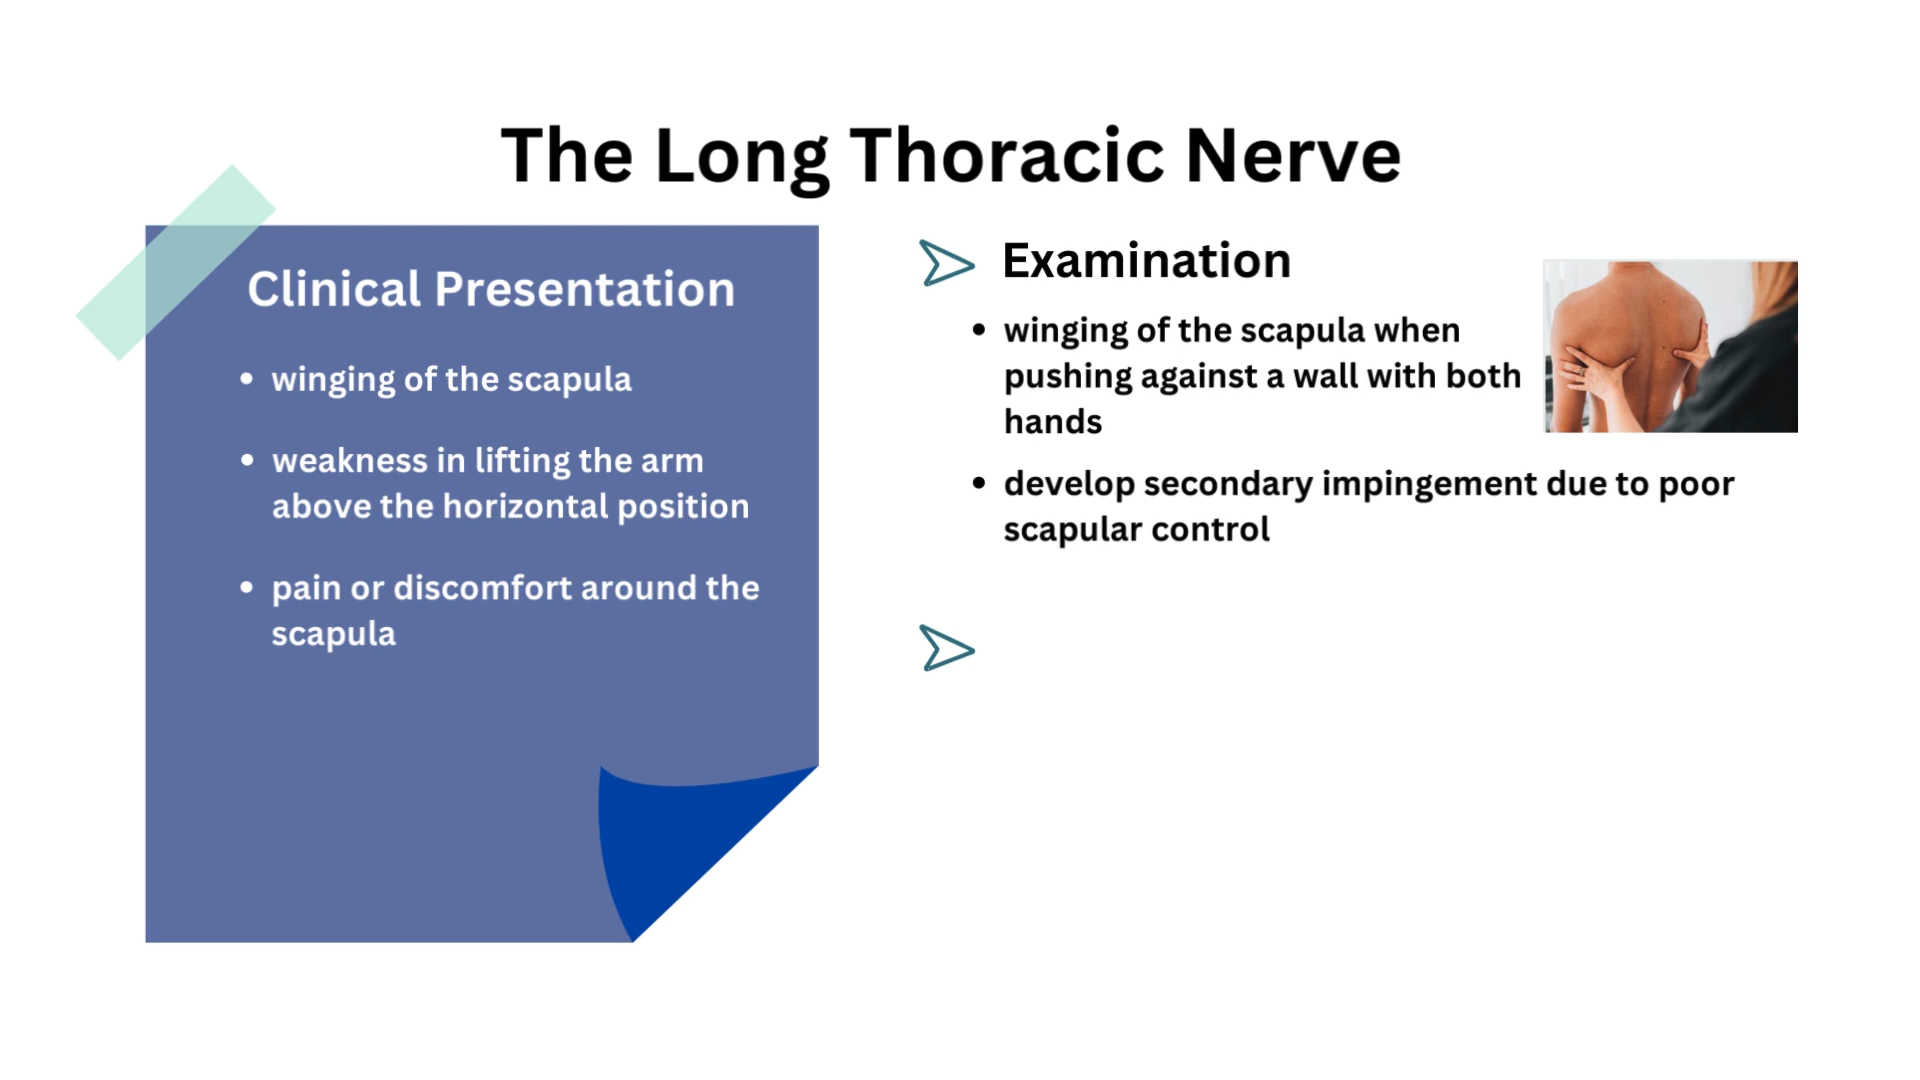 The Long Thoracic Nerve
Clinical Presentation
• winging of the scapula
• weakness in lifting the arm
above the horizontal position
• pain or discomfort around the
scapula
Examination
• winging of the scapula when
pushing against a wall with both
hands
• develop secondary impingement due to poor
scapular control